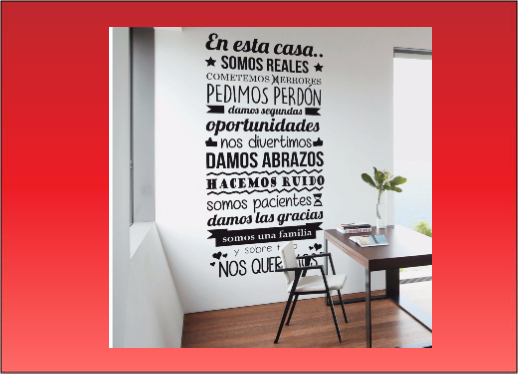 En esta casa..
SOMOS REALES
COMETEMOS ERRORES
PEDIMOS PERDÓN
damos segundas
oportunidades
nos divertimos
DAMOS ABRAZOS
HACEMOS RUIDO
somos pacientes
damos las gracias
somos una familia
y sobre
NOS